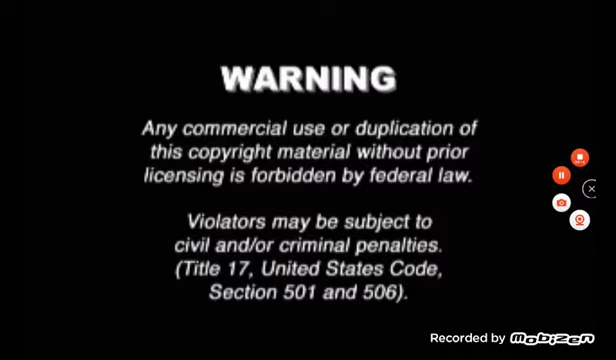 WARNING
Any commercial use or duplication of
this copyright material without prior
licensing is forbidden by federal law.
Violators may be subject to
civil and/or criminal penalties.
(Title 17, United States Code,
Section 501 and 506).
Recorded by mobizen